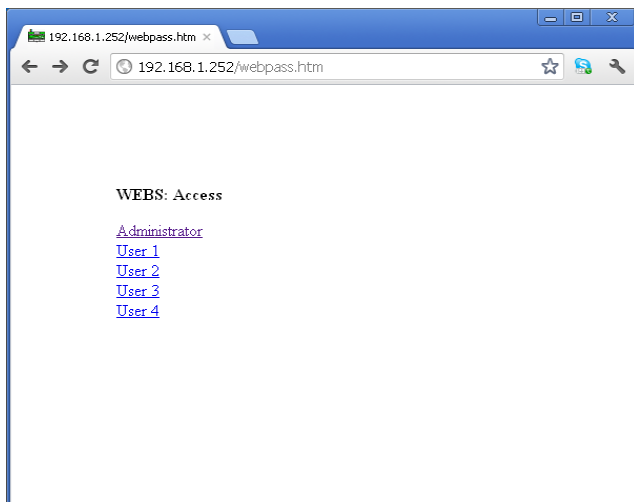 192.168.1.252/webpass.htm
192.168.1.252/webpass.htm
WEBS: Access
Administrator
User 1
User 2
User 3
User 4